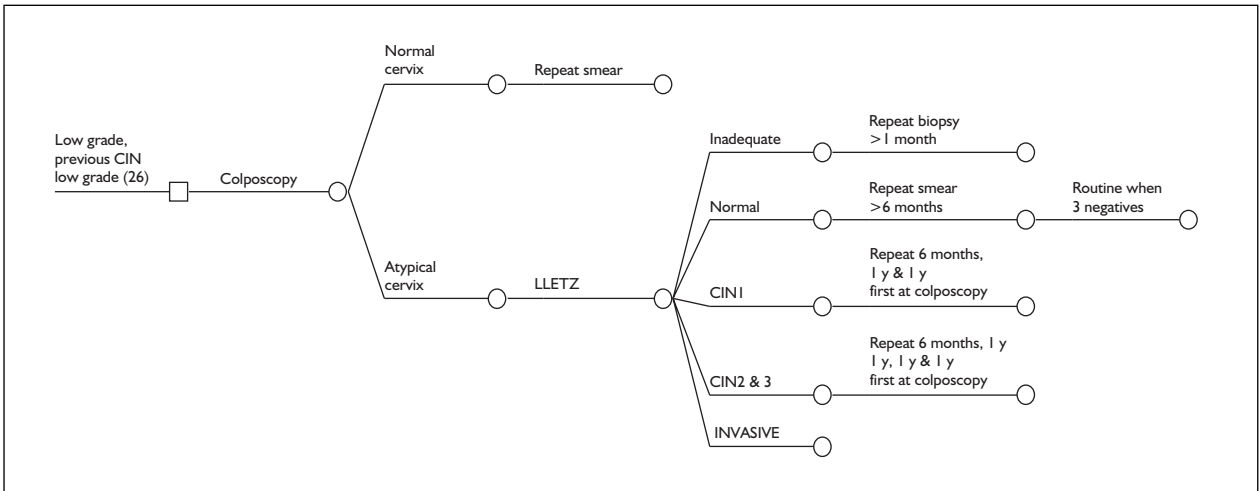 Low grade,
previous CIN
low grade (26)
Colposcopy
Normal
cervix
Repeat smear
Atypical
cervix
LLETZ
Inadequate
Repeat biopsy
>1 month
Normal
Repeat smear
>6 months
Routine when
3 negatives
CIN1
Repeat 6 months,
1 y & 1 y
first at colposcopy
CIN2 & 3
Repeat 6 months, 1 y
1 y, 1 y & 1 y
first at colposcopy
INVASIVE